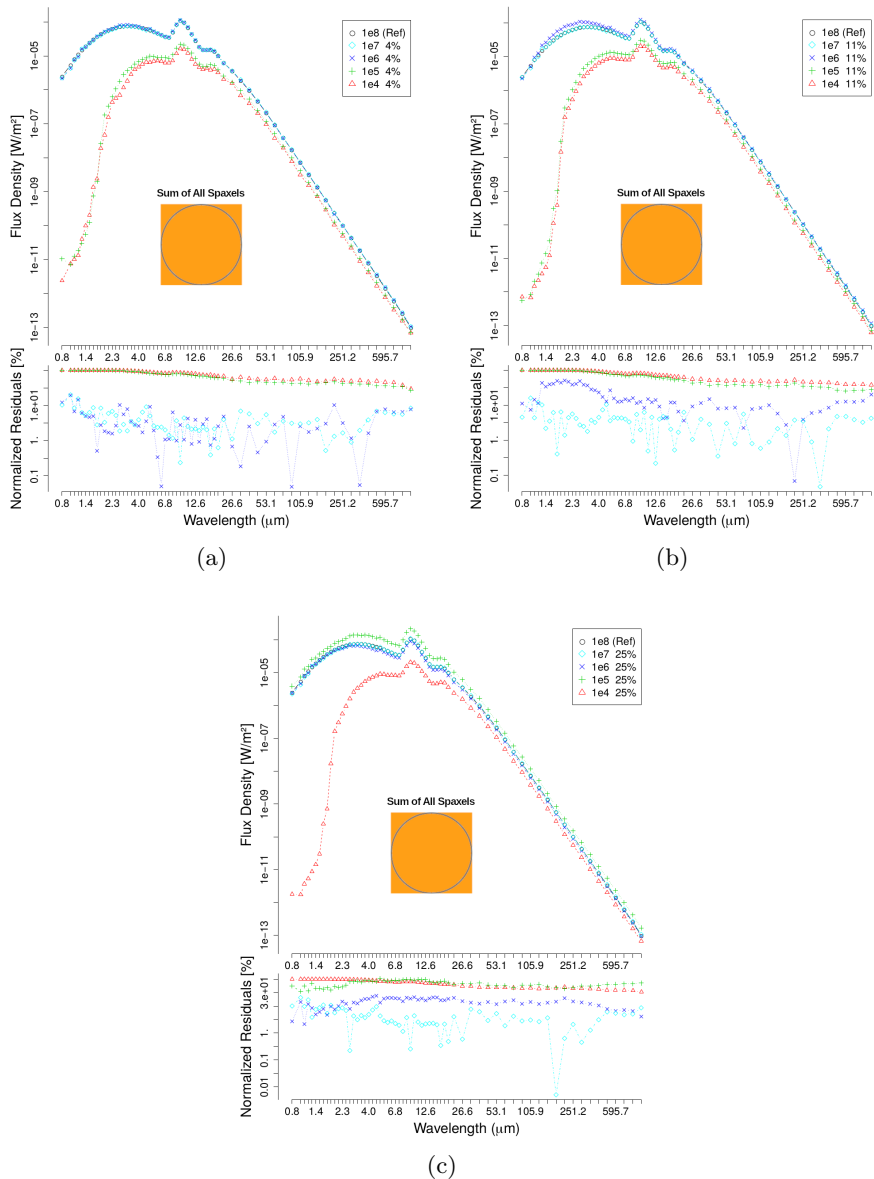 1e8 (Ref)
1e7 4%
1e6 4%
1e5 4%
1e4 4%
Flux Density [W/m²]
1e-05
1e-07
1e-09
1e-11
1e-13
Sum of All Spaxels
0.8 1.4 2.3 4.0 6.8 12.6 26.6 53.1 105.9 251.2 595.7
Normalized Residuals [%]
1.e+01
1.
0.1
0.8 1.4 2.3 4.0 6.8 12.6 26.6 53.1 105.9 251.2 595.7
Wavelength (μm)
(a)
1e8 (Ref)
1e7 11%
1e6 11%
1e5 11%
1e4 11%
Flux Density [W/m²]
1e-05
1e-07
1e-09
1e-11
1e-13
Sum of All Spaxels
0.8 1.4 2.3 4.0 6.8 12.6 26.6 53.1 105.9 251.2 595.7
Normalized Residuals [%]
1.e+01
1.
0.1
0.8 1.4 2.3 4.0 6.8 12.6 26.6 53.1 105.9 251.2 595.7
Wavelength (μm)
(b)
1e8 (Ref)
1e7 25%
1e6 25%
1e5 25%
1e4 25%
Flux Density [W/m²]
1e-05
1e-07
1e-09
1e-11
1e-13
Sum of All Spaxels
0.8 1.4 2.3 4.0 6.8 12.6 26.6 53.1 105.9 251.2 595.7
Normalized Residuals [%]
3.e+01
1.
0.1
0.01
0.8 1.4 2.3 4.0 6.8 12.6 26.6 53.1 105.9 251.2 595.7
Wavelength (μm)
(c)